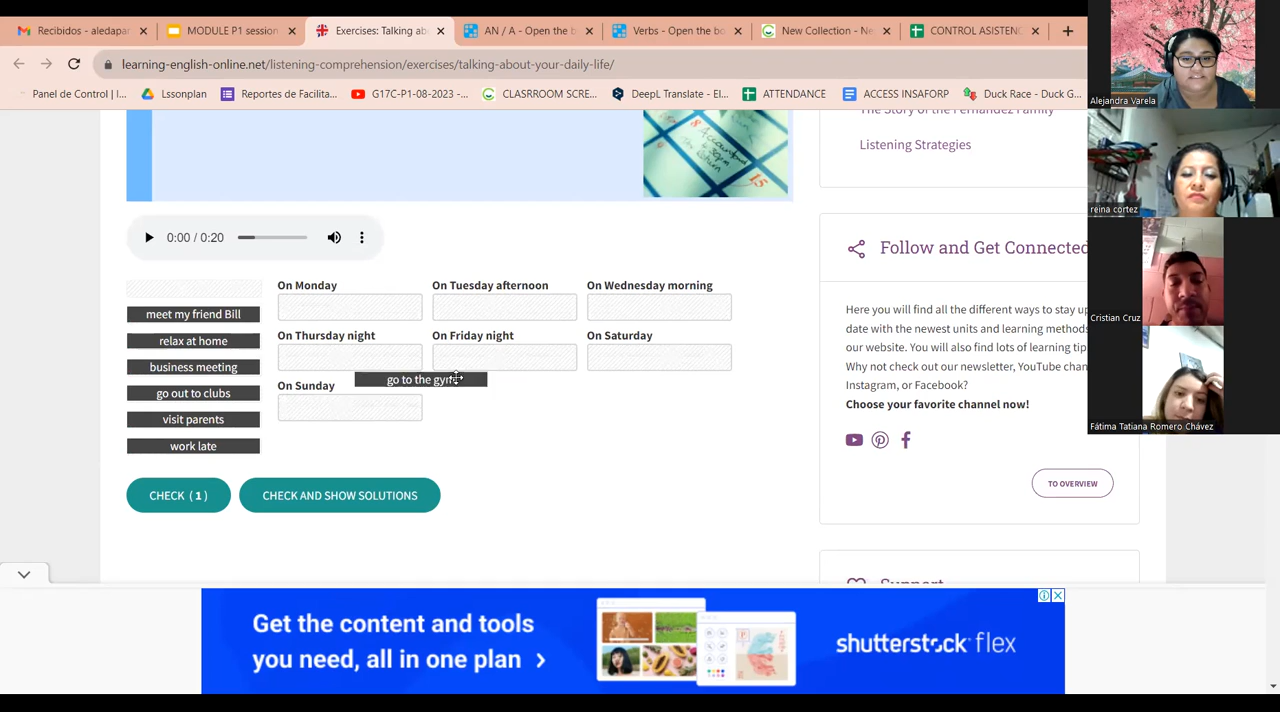 Recibidos - aledapar
MODULE P1 session
Exercises: Talking ab
AN / A - Open the b
Verbs - Open the bo
New Collection - Ne
CONTROL ASISTENC
learning-english-online.net/listening-comprehension/exercises/talking-about-your-daily-life/
Panel de Control | I...
Lssonplan
Reportes de Facilita...
G17C-P1-08-2023 -...
CLASRROOM SCRE...
DeepL Translate - El...
ATTENDANCE
ACCESS INSAFORP
Duck Race - Duck G...
Alejandra Varela
The Story of the Fernandez Family
Listening Strategies
reina cortez
0:00 / 0:20
Follow and Get Connected
On Monday
On Tuesday afternoon
On Wednesday morning
meet my friend Bill
Here you will find all the different ways to stay up
Cristian Cruz
date with the newest units and learning methods
On Thursday night
On Friday night
On Saturday
relax at home
our website. You will also find lots of learning tip
business meeting
Why not check out our newsletter, YouTube chan
go to the gym
On Sunday
Instagram, or Facebook?
go out to clubs
Choose your favorite channel now!
visit parents
Fátima Tatiana Romero Chávez
work late
TO OVERVIEW
CHECK ( 1 )
CHECK AND SHOW SOLUTIONS
Support
Get the content and tools
you need, all in one plan
shutterstock flex